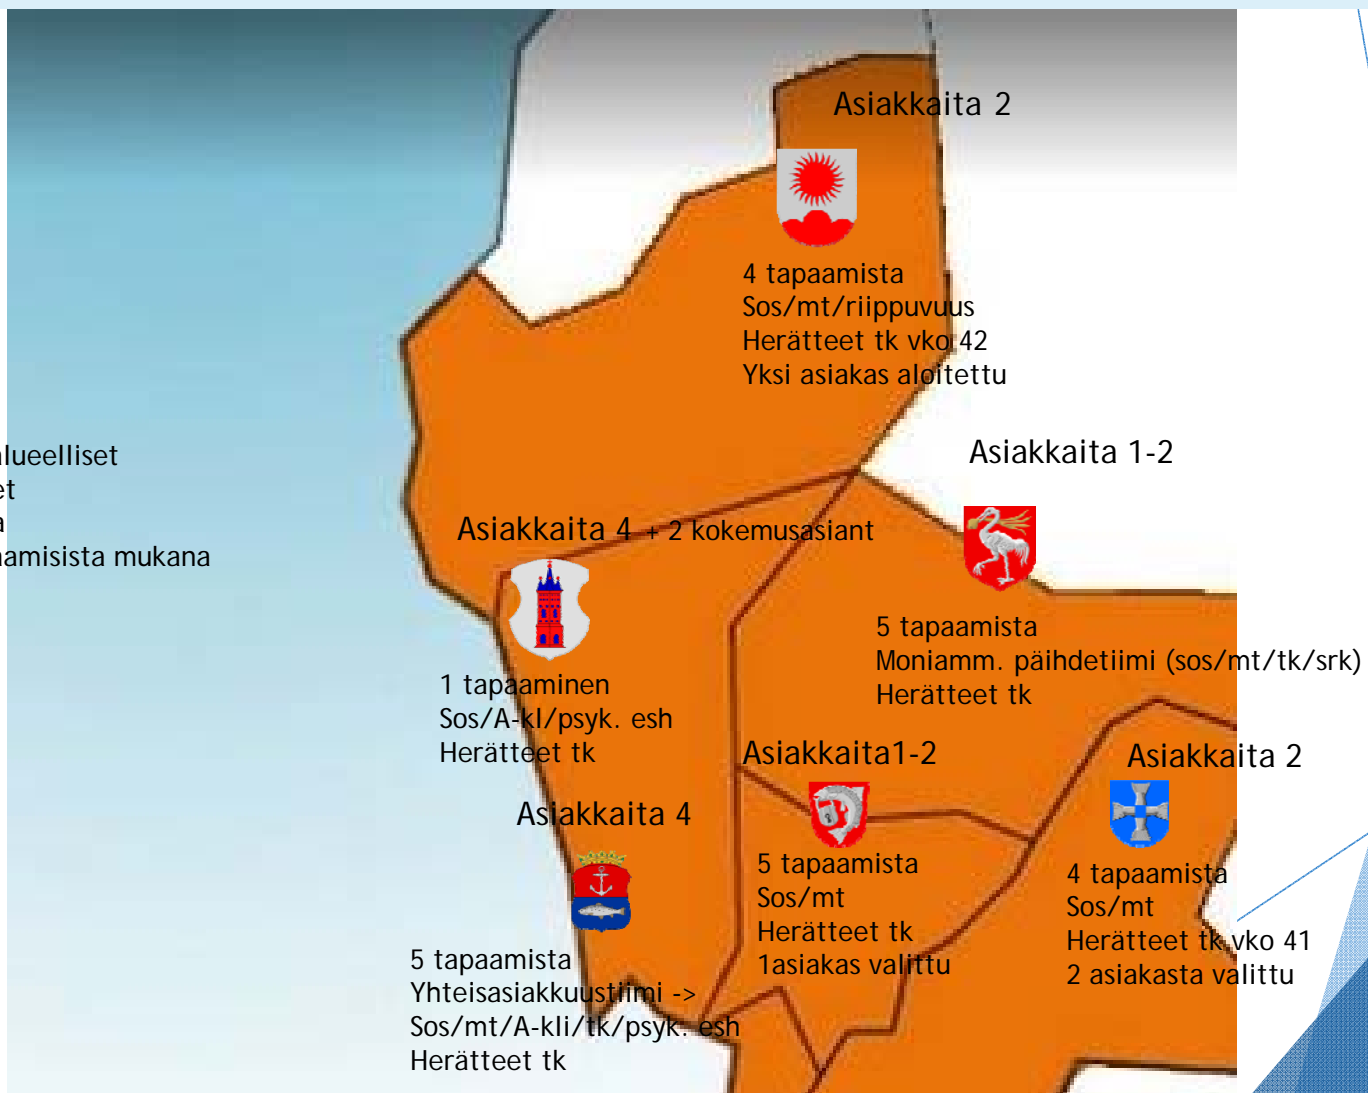 Asiakkaita 2
4 tapaamista
Sos/mt/riippuvuus
Herätteet tk vko 42
Yksi asiakas aloitettu
lueelliset
et
a
amisista mukana
Asiakkaita 1-2
5 tapaamista
Moniamm. päihdetiimi (sos/mt/tk/srk)
Herätteet tk
Asiakkaita 4 + 2 kokemusasiant
1 tapaaminen
Sos/A-kl/psyk. esh
Herätteet tk
Asiakkaita1-2
5 tapaamista
Sos/mt
Herätteet tk
1asiakas valittu
Asiakkaita 2
4 tapaamista
Sos/mt
Herätteet tk vko 41
2 asiakasta valittu
Asiakkaita 4
5 tapaamista
Yhteisasiakkuustiimi ->
Sos/mt/A-kli/tk/psyk. esh
Herätteet tk